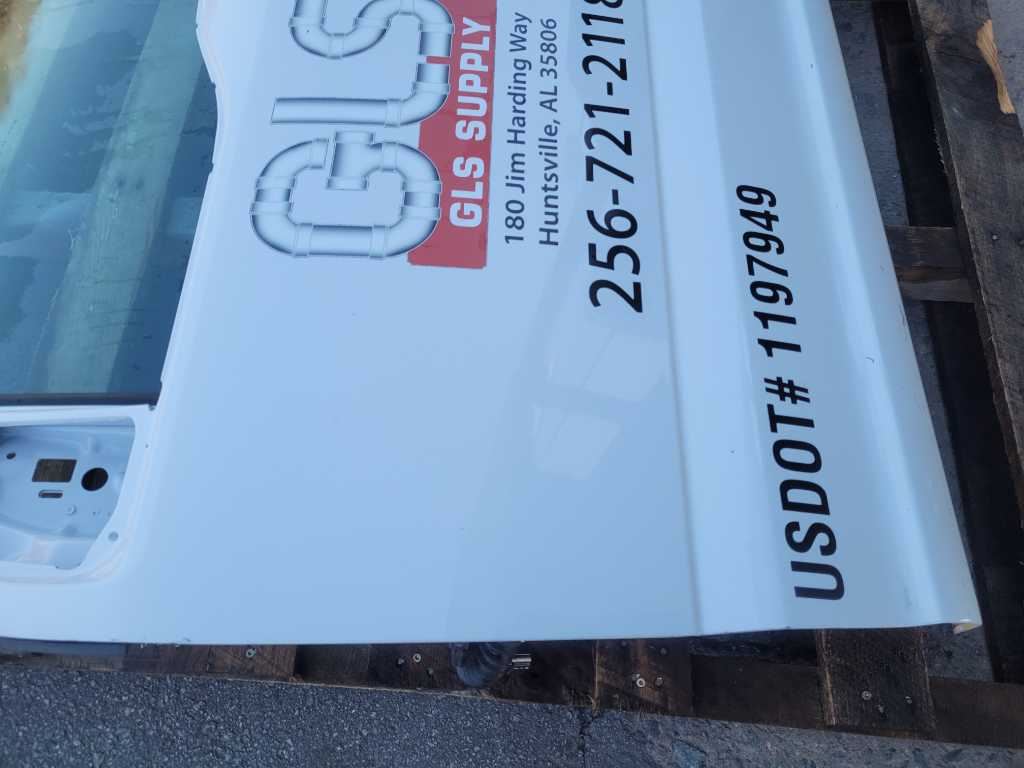 GLS
GLS SUPPLY
180 Jim Harding Way
Huntsville, AL 35806
256-721-2118
USDOT# 1197949